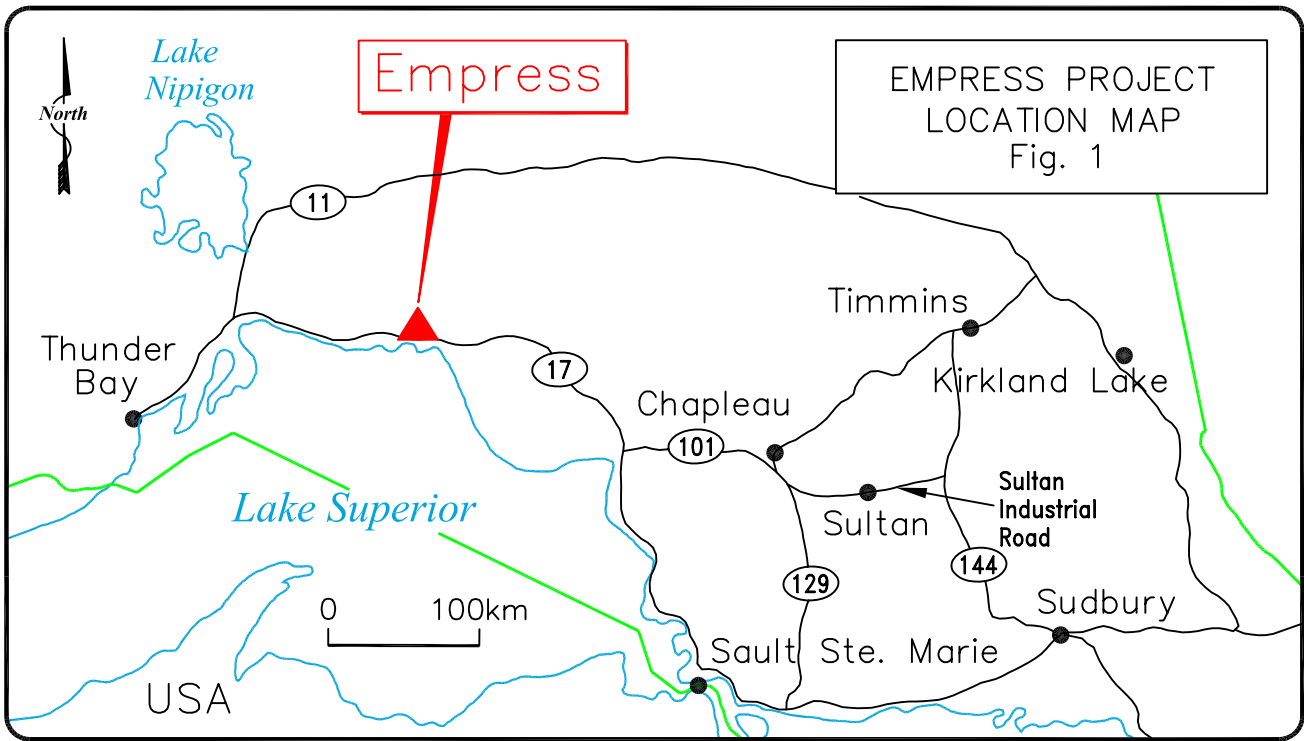 Lake
Nipigon
Empress
EMPRESS PROJECT
LOCATION MAP
Fig. 1
North
11
Timmins
Thunder
Bay
17
Kirkland Lake
Chapleau
101
Lake Superior
Sultan
Industrial
Road
Sultan
144
129
0
100km
Sudbury
Sault Ste. Marie
USA